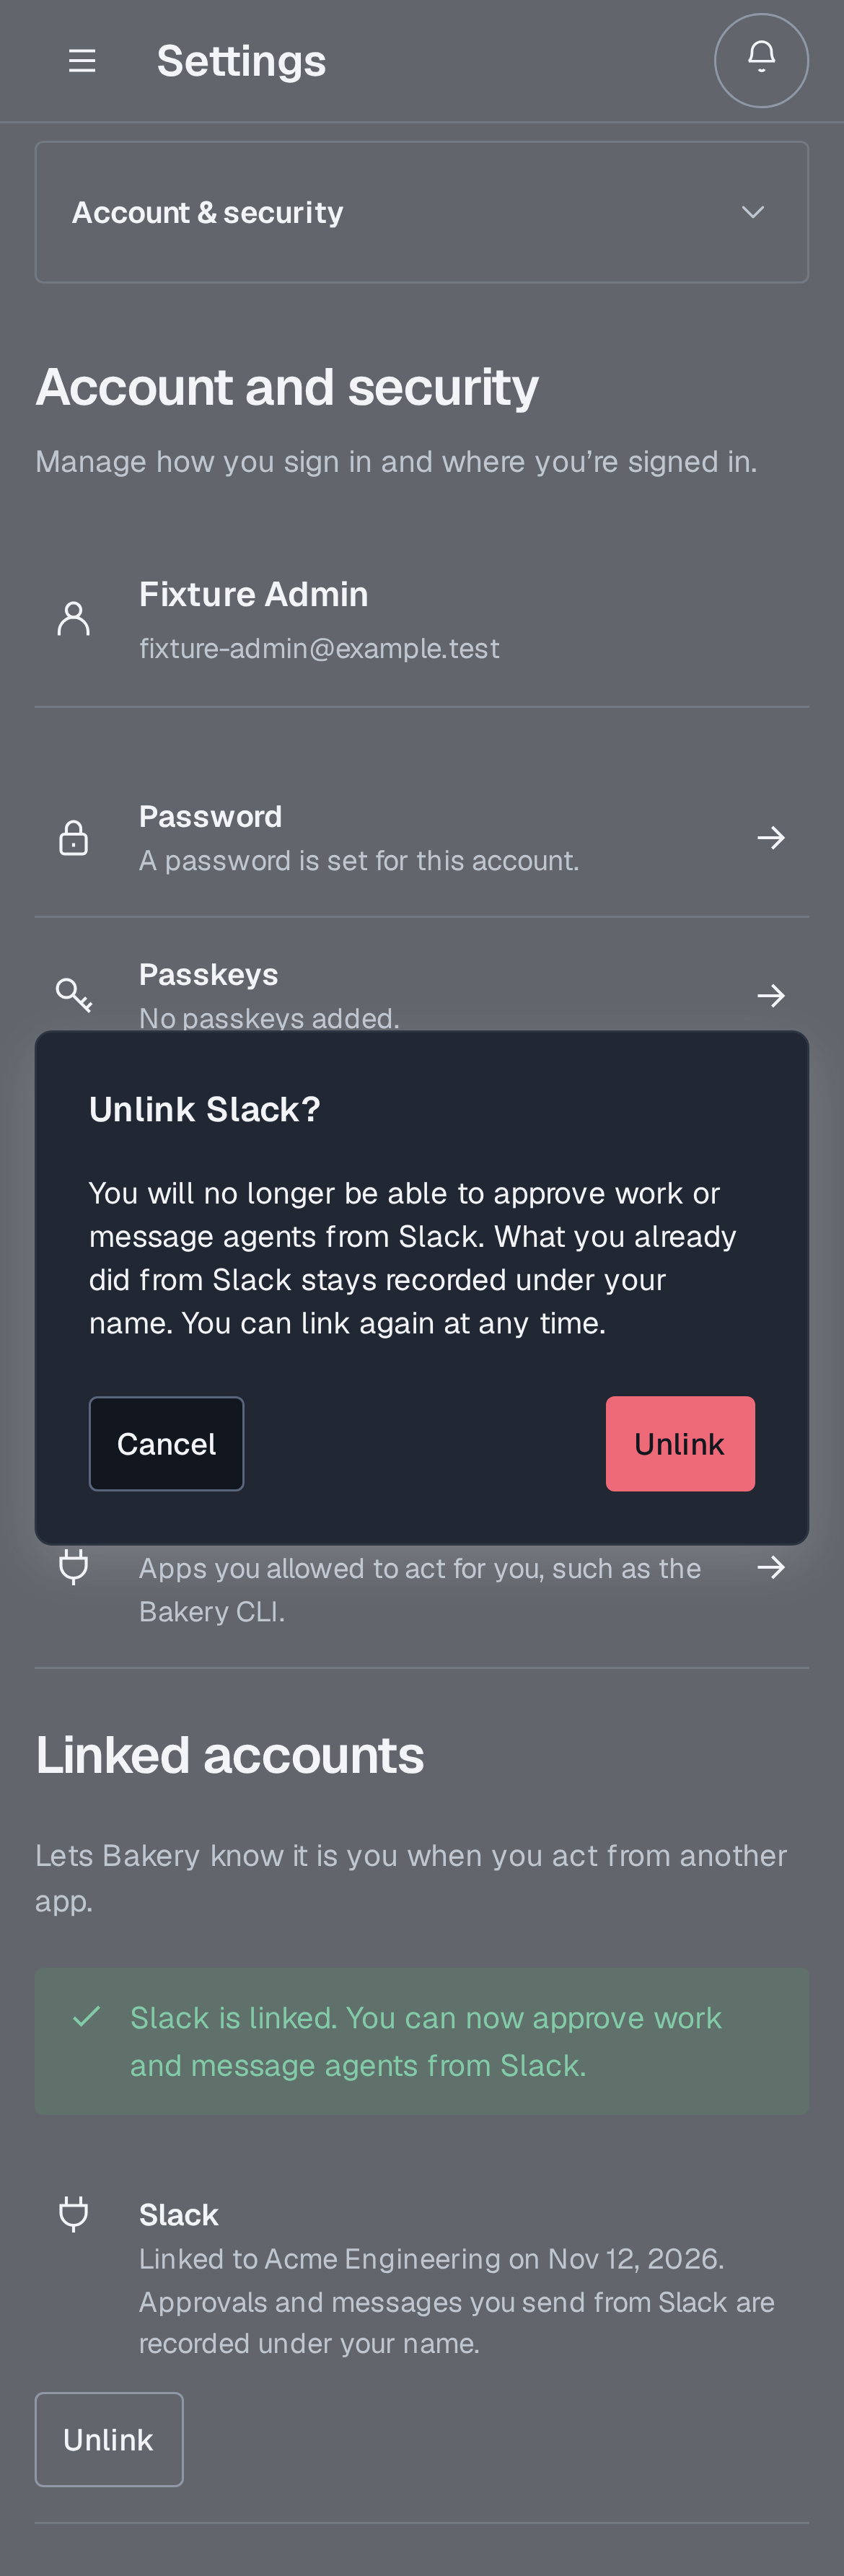 Settings
Account & security
Account and security
Manage how you sign in and where you’re signed in.
Fixture Admin
fixture-admin@example.test
Password
A password is set for this account.
Passkeys
No passkeys added.
Unlink Slack?
You will no longer be able to approve work or
message agents from Slack. What you already
did from Slack stays recorded under your
name. You can link again at any time.
Cancel
Unlink
Apps you allowed to act for you, such as the
Bakery CLI.
Linked accounts
Lets Bakery know it is you when you act from another
app.
Slack is linked. You can now approve work
and message agents from Slack.
Slack
Linked to Acme Engineering on Nov 12, 2026.
Approvals and messages you send from Slack are
recorded under your name.
Unlink